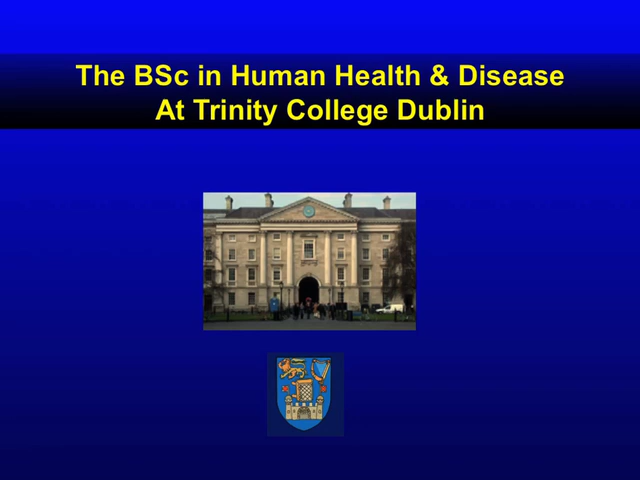 The BSc in Human Health & Disease
At Trinity College Dublin